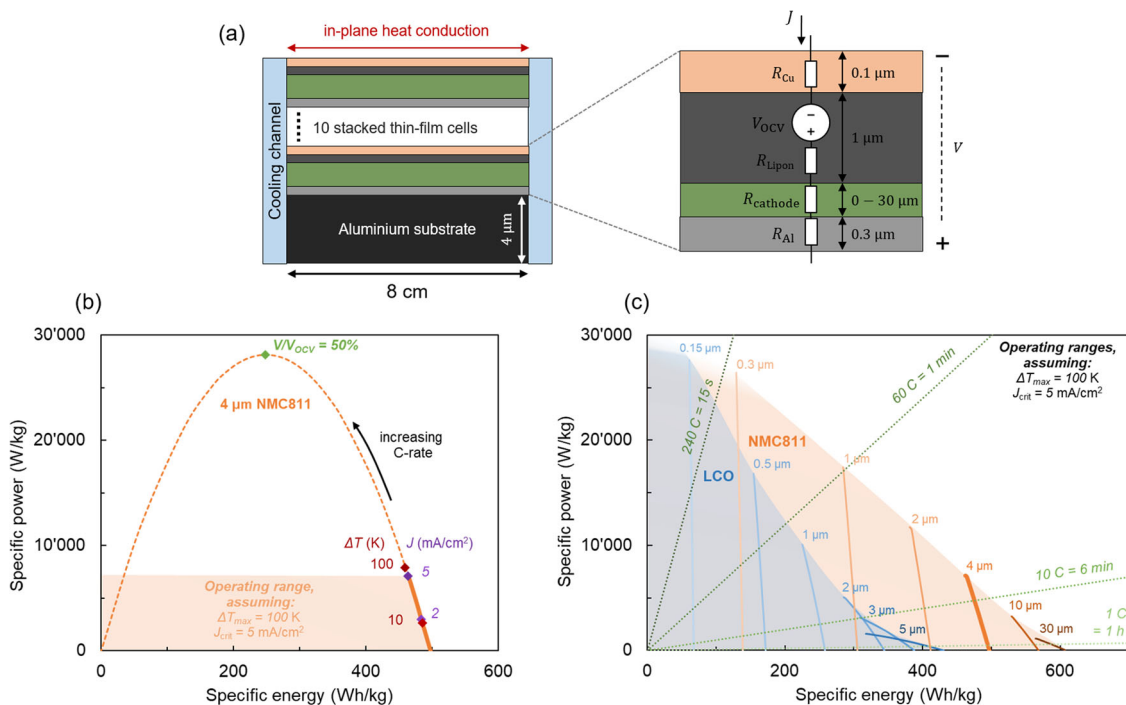 (a)
in-plane heat conduction
Cooling channel
10 stacked thin-film cells
Aluminium substrate
4 μm
8 cm
J
R_Cu
0.1 μm
V_OCV
1 μm
R_Lipon
R_cathode
0 − 30 μm
R_Al
0.3 μm
−
+
V
(b)
30'000
20'000
10'000
0
Specific power (W/kg)
V/V_OCV = 50%
4 μm NMC811
increasing
C-rate
ΔT (K)
J (mA/cm²)
100
5
10
2
Operating range,
assuming:
ΔT_max = 100 K
J_crit = 5 mA/cm²
0
200
400
600
Specific energy (Wh/kg)
(c)
30'000
20'000
10'000
0
Specific power (W/kg)
0.15 μm
0.3 μm
240 C = 15 s
60 C = 1 min
Operating ranges,
assuming:
ΔT_max = 100 K
J_crit = 5 mA/cm²
NMC811
LCO
0.5 μm
1 μm
1 μm
2 μm
2 μm
3 μm
5 μm
4 μm
10 μm
30 μm
10 C = 6 min
1 C
= 1 h
0
200
400
600
Specific energy (Wh/kg)